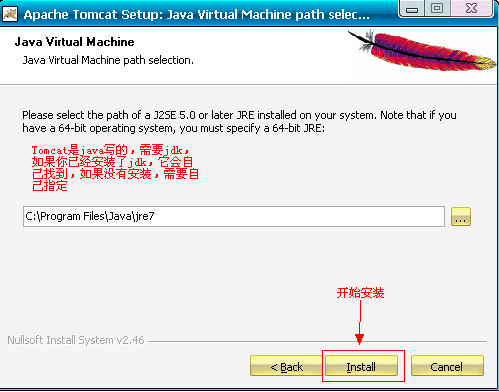 Apache Tomcat Setup: Java Virtual Machine path selec...
Java Virtual Machine
Java Virtual Machine path selection.
Please select the path of a J2SE 5.0 or later JRE installed on your system. Note that if you
have a 64-bit operating system, you must specify a 64-bit JRE:
Tomcat是java写的，需要jdk，
如果你已经安装了jdk，它会自
己找到，如果没有安装，需要自
己指定
C:\Program Files\Java\jre7
...
开始安装
Nullsoft Install System v2.46
< Back
Install
Cancel